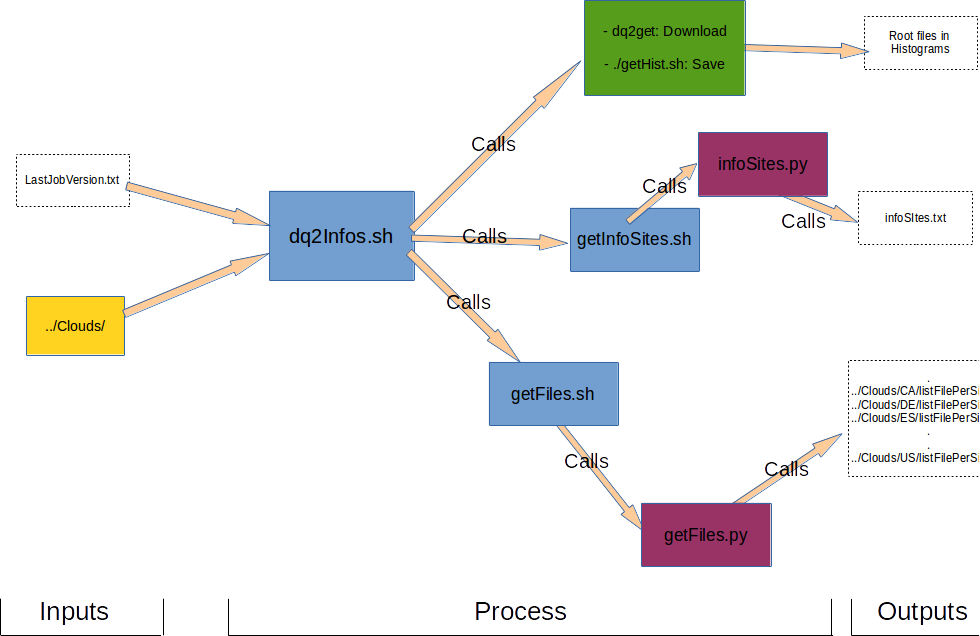 - dq2get: Download
- ./getHist.sh: Save
Root files in
Histograms
Calls
infoSites.py
LastJobVersion.txt
Calls
infoSItes.txt
Calls
dq2Infos.sh
Calls
getInfoSites.sh
Calls
../Clouds/
getFiles.sh
.
../Clouds/CA/listFilePerSi
../Clouds/DE/listFilePerSi
../Clouds/ES/listFilePerSi
.
.
../Clouds/US/listFilePerSi
Calls
Calls
getFiles.py
Inputs
Process
Outputs